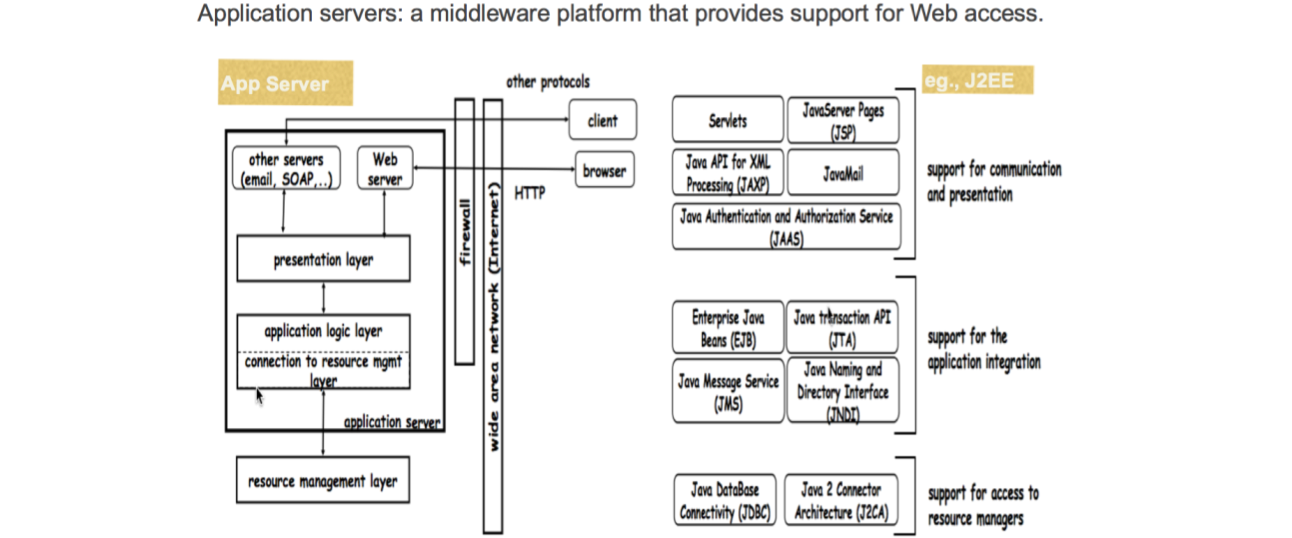 Application servers: a middleware platform that provides support for Web access.
App Server
other protocols
client
other servers
(email, SOAP,..)
Web
server
browser
HTTP
firewall
wide area network (Internet)
presentation layer
application logic layer
connection to resource mgmt
layer
application server
resource management layer
eg., J2EE
Servlets
JavaServer Pages
(JSP)
Java API for XML
Processing (JAXP)
JavaMail
Java Authentication and Authorization Service
(JAAS)
support for communication
and presentation
Enterprise Java
Beans (EJB)
Java transaction API
(JTA)
Java Message Service
(JMS)
Java Naming and
Directory Interface
(JNDI)
support for the
application integration
Java DataBase
Connectivity (JDBC)
Java 2 Connector
Architecture (J2CA)
support for access to
resource managers